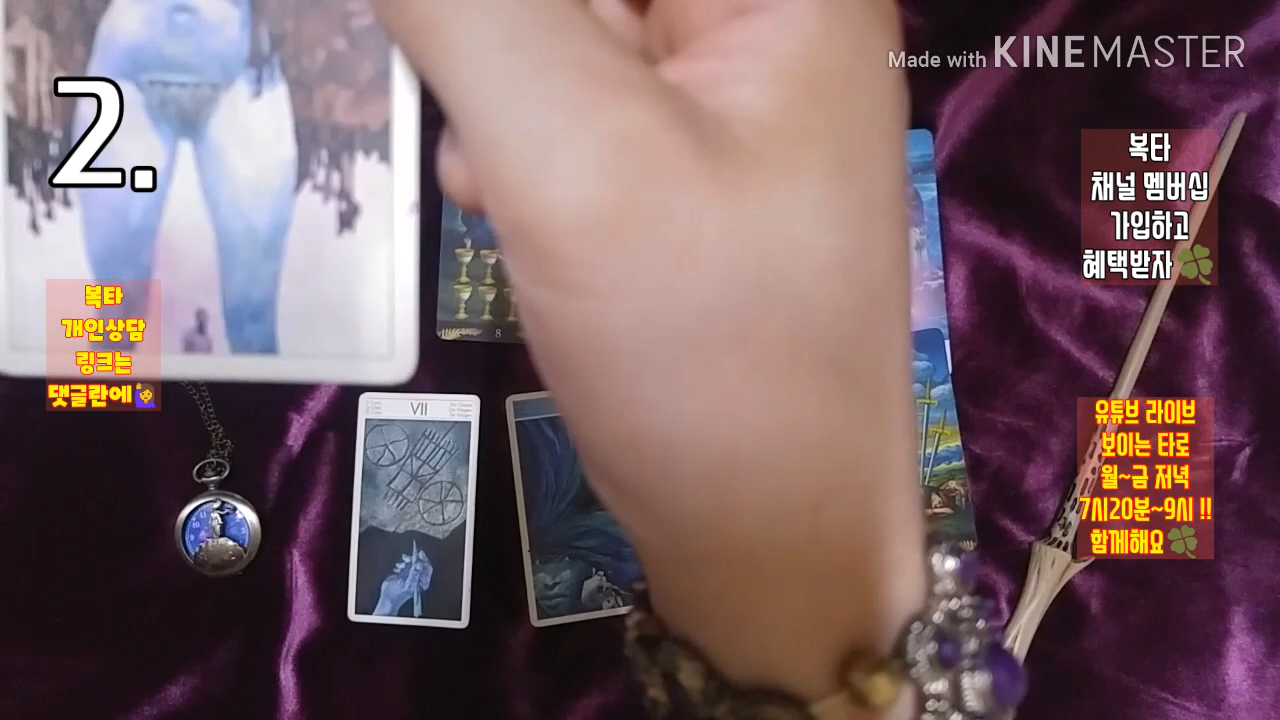 Made with KINEMASTER
2.
복타
채널 멤버십
가입하고
혜택받자🍀
복타
개인상담
링크는
댓글란에🙋‍♀️
유튜브 라이브
보이는 타로
월~금 저녁
7시20분~9시 !!
함께해요🍀
VII
8